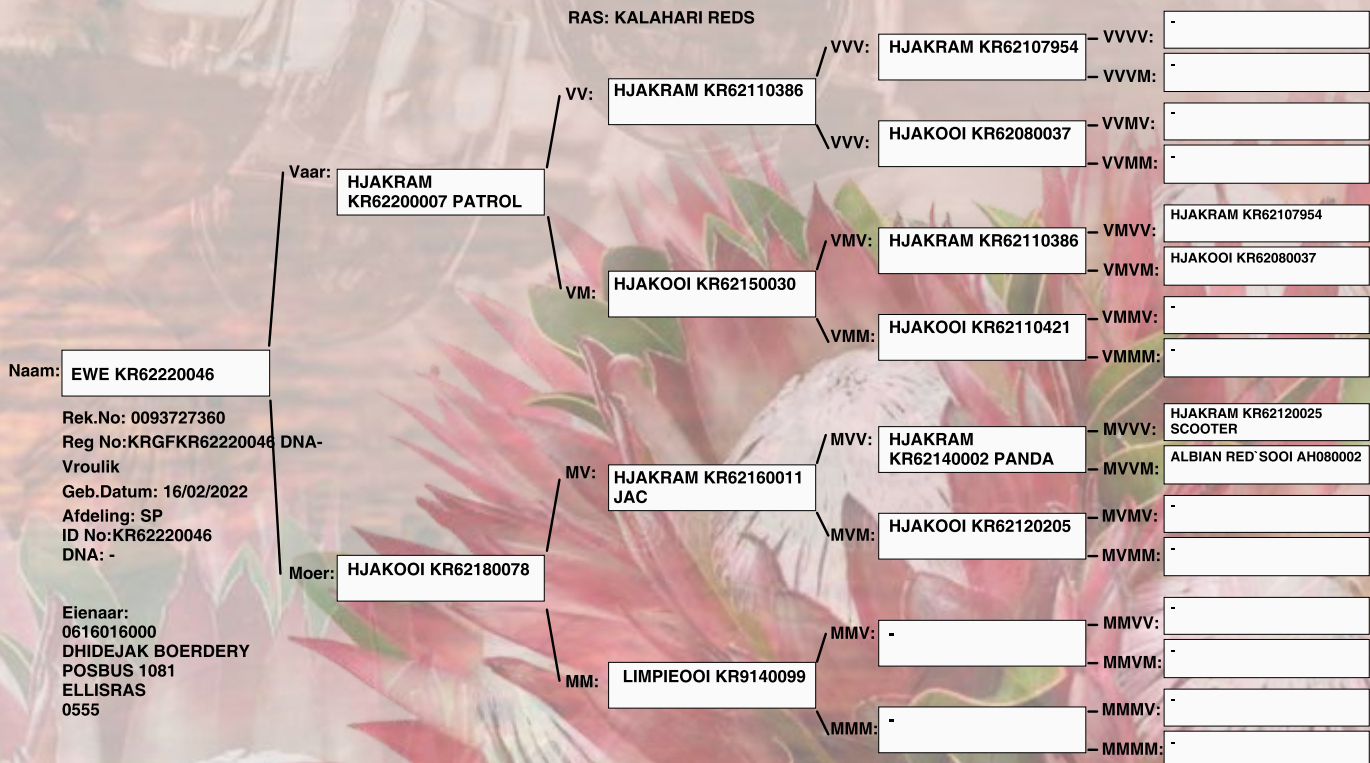 RAS: KALAHARI REDS
Naam: EWE KR62220046
Rek.No: 0093727360
Reg No:KRGFKR62220046 DNA-
Vroulik
Geb.Datum: 16/02/2022
Afdeling: SP
ID No:KR62220046
DNA: -
Eienaar:
0616016000
DHIDEJAK BOERDERY
POSBUS 1081
ELLISRAS
0555
Vaar: HJAKRAM
KR62200007 PATROL
Moer: HJAKOOI KR62180078
VV: HJAKRAM KR62110386
VM: HJAKOOI KR62150030
MV: HJAKRAM KR62160011
JAC
MM: LIMPIEOOI KR9140099
VVV: HJAKRAM KR62107954
VVV: HJAKOOI KR62080037
VMV: HJAKRAM KR62110386
VMM: HJAKOOI KR62110421
MVV: HJAKRAM
KR62140002 PANDA
MVM: HJAKOOI KR62120205
MMV: -
MMM: -
VVVV: -
VVVM: -
VVMV: -
VVMM: -
VMVV: HJAKRAM KR62107954
VMVM: HJAKOOI KR62080037
VMMV: -
VMMM: -
MVVV: HJAKRAM KR62120025
SCOOTER
MVVM: ALBIAN RED`SOOI AH080002
MVMV: -
MVMM: -
MMVV: -
MMVM: -
MMMV: -
MMMM: -